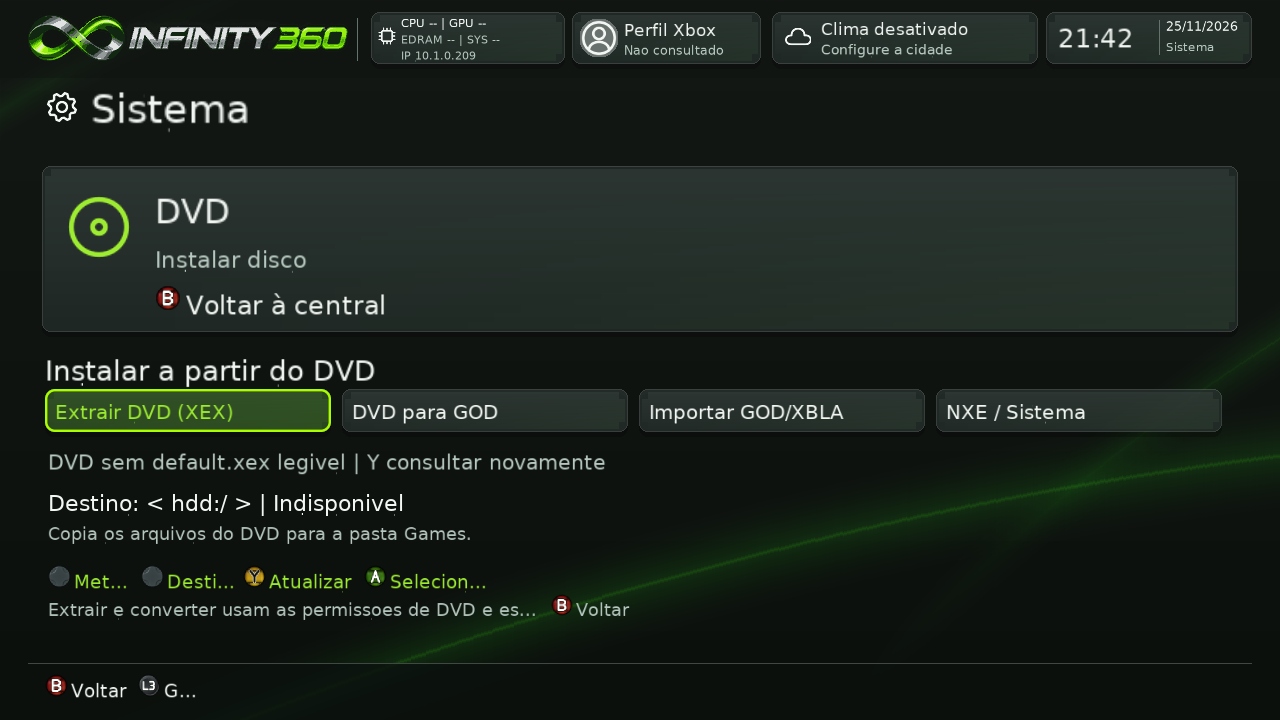 INFINITY 360
CPU -- | GPU --
EDRAM -- | SYS --
IP 10.1.0.209
Perfil Xbox
Nao consultado
Clima desativado
Configure a cidade
21:42
25/11/2026
Sistema
Sistema
DVD
Instalar disco
B Voltar à central
Instalar a partir do DVD
Extrair DVD (XEX)
DVD para GOD
Importar GOD/XBLA
NXE / Sistema
DVD sem default.xex legivel | Y consultar novamente
Destino: < hdd:/ > | Indisponivel
Copia os arquivos do DVD para a pasta Games.
Met... Desti... Y Atualizar A Selecion...
Extrair e converter usam as permissoes de DVD e es... B Voltar
B Voltar L3 G...